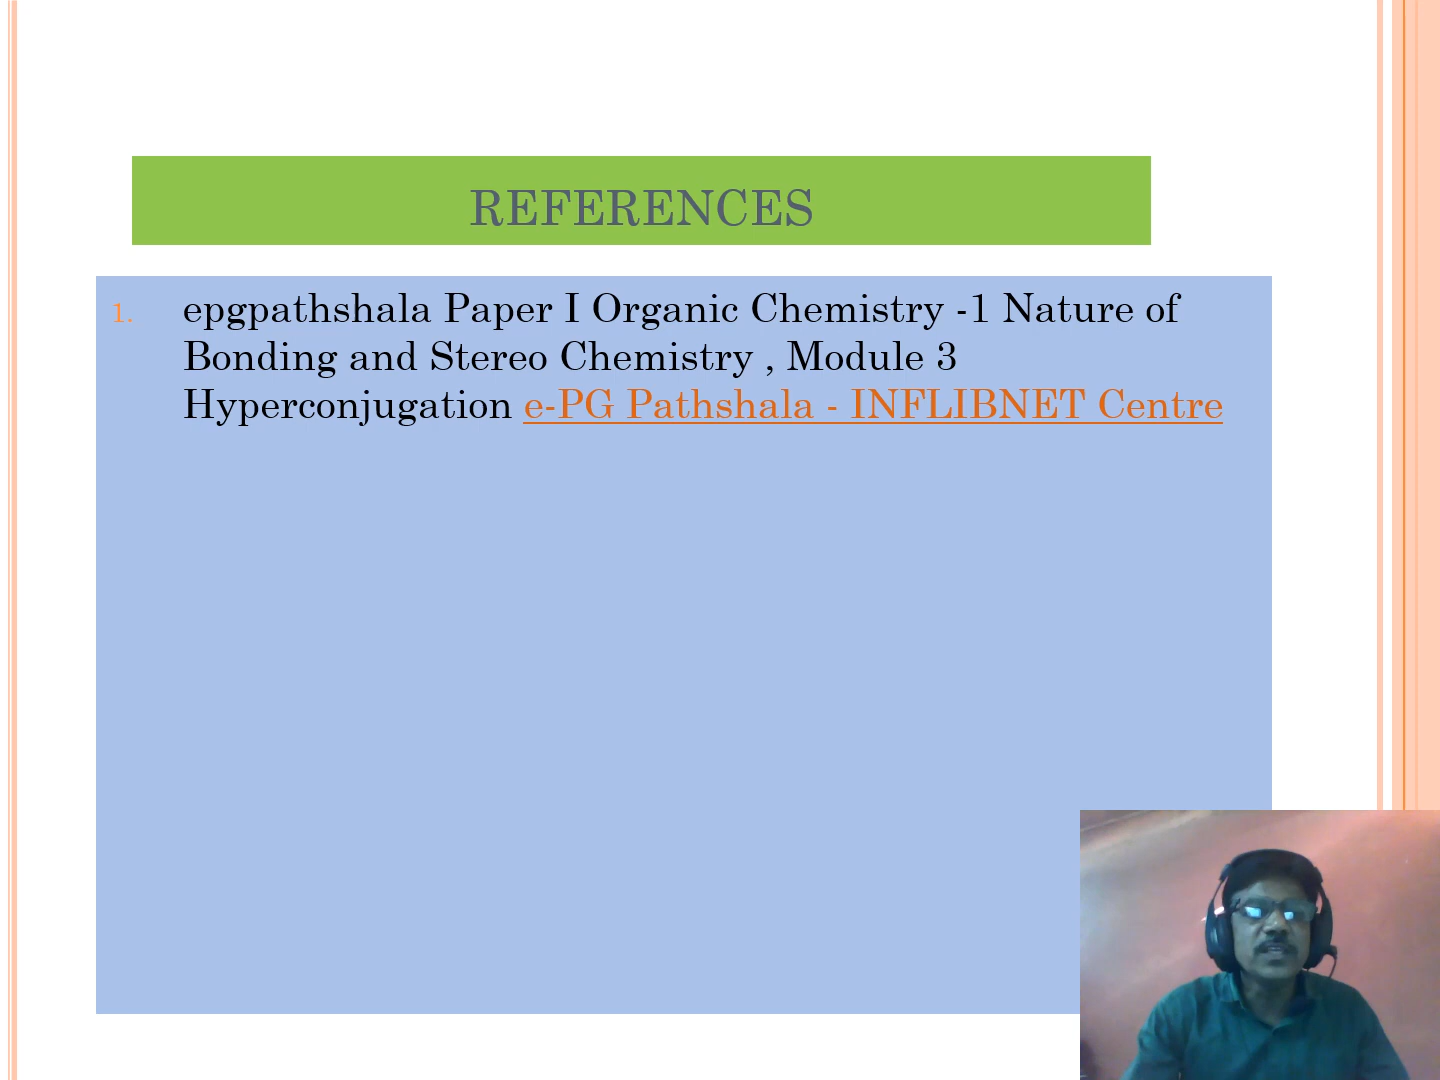 REFERENCES
1. epgpathshala Paper I Organic Chemistry -1 Nature of
Bonding and Stereo Chemistry , Module 3
Hyperconjugation e-PG Pathshala - INFLIBNET Centre